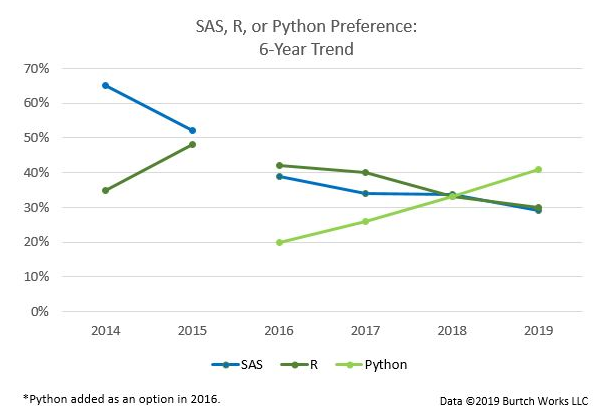 SAS, R, or Python Preference:
6-Year Trend
70%
60%
50%
40%
30%
20%
10%
0%
2014 2015 2016 2017 2018 2019
SAS R Python
*Python added as an option in 2016.
Data ©2019 Burtch Works LLC